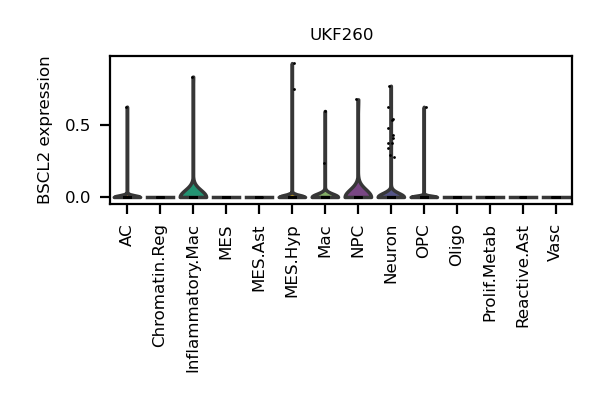 UKF260
BSCL2 expression
0.5
0.0
AC
Chromatin.Reg
Inflammatory.Mac
MES
MES.Ast
MES.Hyp
Mac
NPC
Neuron
OPC
Oligo
Prolif.Metab
Reactive.Ast
Vasc